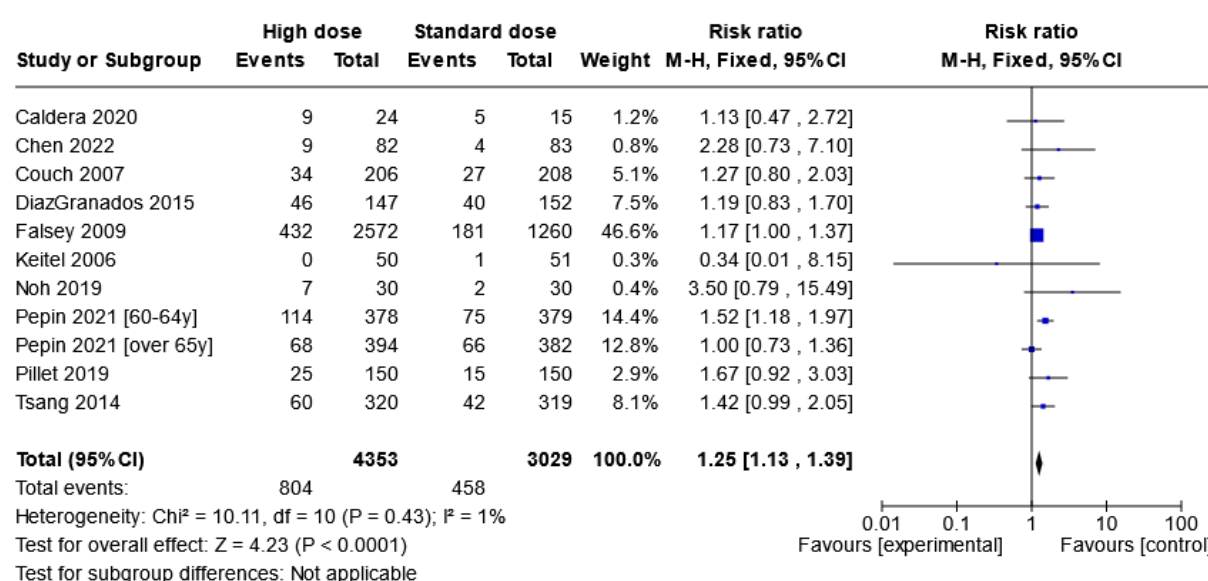 High dose Standard dose Risk ratio Risk ratio
Study or Subgroup Events Total Events Total Weight M-H, Fixed, 95% CI M-H, Fixed, 95% CI
Caldera 2020 9 24 5 15 1.2% 1.13 [0.47 , 2.72]
Chen 2022 9 82 4 83 0.8% 2.28 [0.73 , 7.10]
Couch 2007 34 206 27 208 5.1% 1.27 [0.80 , 2.03]
DiazGranados 2015 46 147 40 152 7.5% 1.19 [0.83 , 1.70]
Falsey 2009 432 2572 181 1260 46.6% 1.17 [1.00 , 1.37]
Keitel 2006 0 50 1 51 0.3% 0.34 [0.01 , 8.15]
Noh 2019 7 30 2 30 0.4% 3.50 [0.79 , 15.49]
Pepin 2021 [60-64y] 114 378 75 379 14.4% 1.52 [1.18 , 1.97]
Pepin 2021 [over 65y] 68 394 66 382 12.8% 1.00 [0.73 , 1.36]
Pillet 2019 25 150 15 150 2.9% 1.67 [0.92 , 3.03]
Tsang 2014 60 320 42 319 8.1% 1.42 [0.99 , 2.05]
Total (95% CI) 4353 3029 100.0% 1.25 [1.13 , 1.39]
Total events: 804 458
Heterogeneity: Chi² = 10.11, df = 10 (P = 0.43); I² = 1%
Test for overall effect: Z = 4.23 (P < 0.0001)
Test for subgroup differences: Not applicable
0.01 0.1 1 10 100
Favours [experimental] Favours [control]